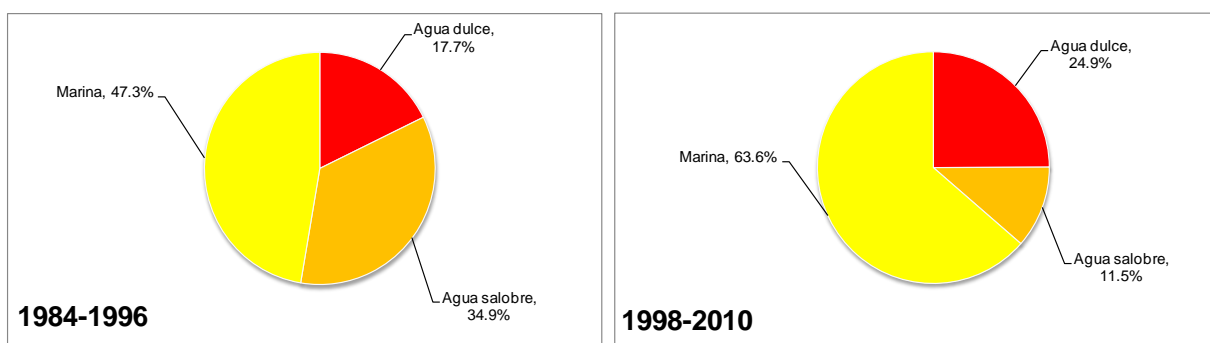 Agua dulce,
17.7%
Marina, 47.3%
Agua salobre,
34.9%
1984-1996
Agua dulce,
24.9%
Marina, 63.6%
Agua salobre,
11.5%
1998-2010